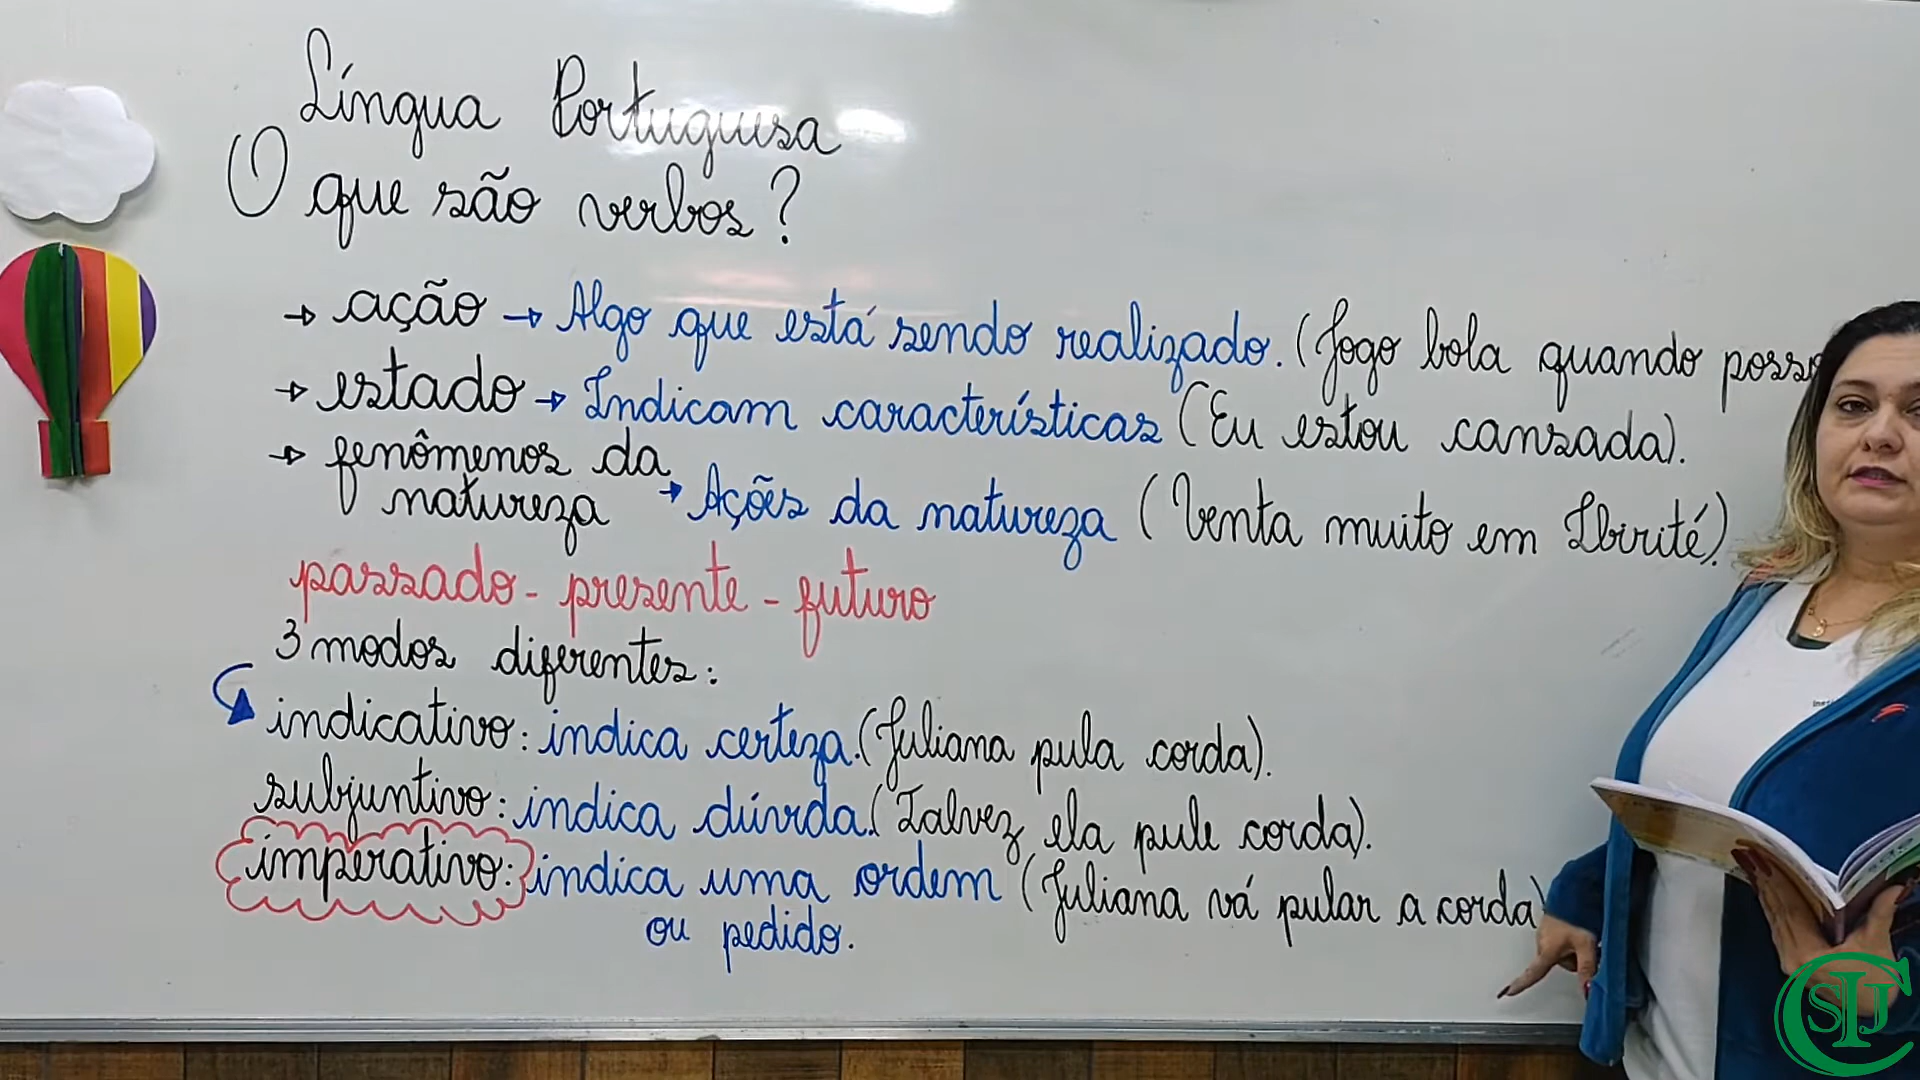 Língua Portuguesa
O que são verbos?
→ ação → Algo que está sendo realizado. (Jogo bola quando posso
→ estado → Indicam características (Eu estou cansada).
→ fenômenos da
natureza → Ações da natureza (Venta muito em Ibirité).
passado - presente - futuro
3 modos diferentes:
indicativo: indica certeza. (Juliana pula corda).
subjuntivo: indica dúvida. (Talvez ela pule corda).
imperativo: indica uma ordem (Juliana vá pular a corda)
ou pedido.